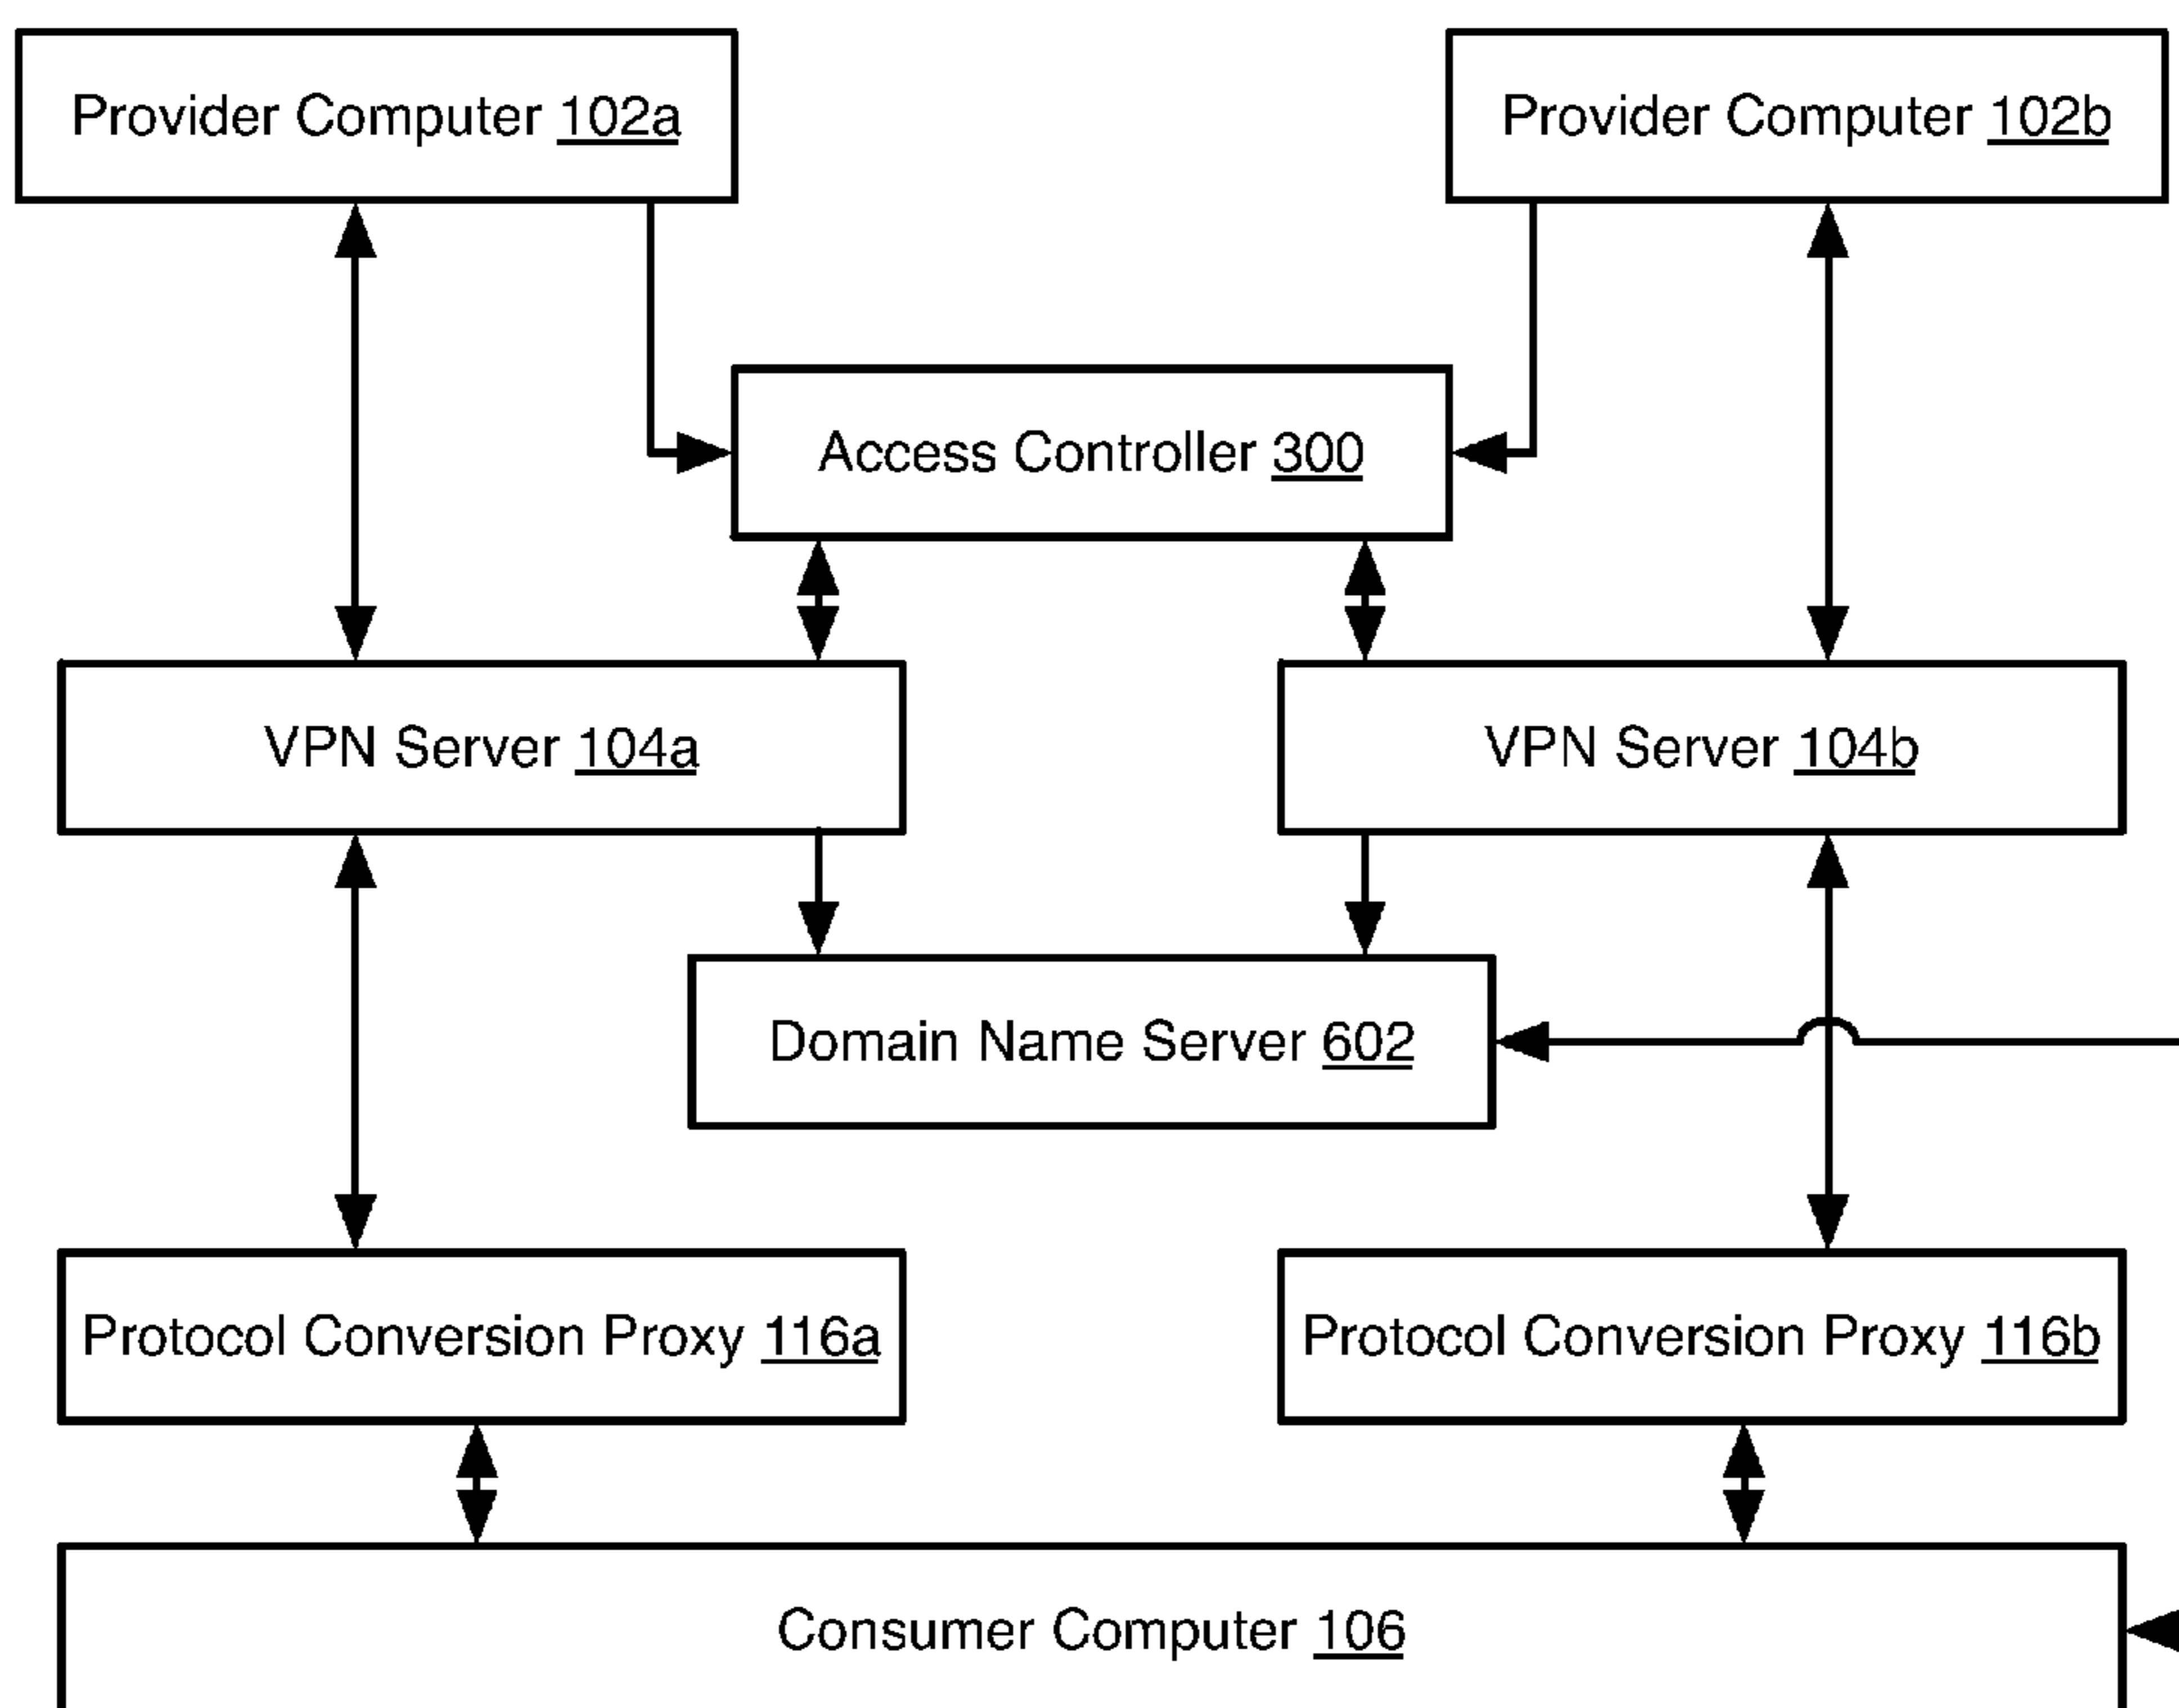 Provider Computer 102a
Provider Computer 102b
Access Controller 300
VPN Server 104a
VPN Server 104b
Domain Name Server 602
Protocol Conversion Proxy 116a
Protocol Conversion Proxy 116b
Consumer Computer 106